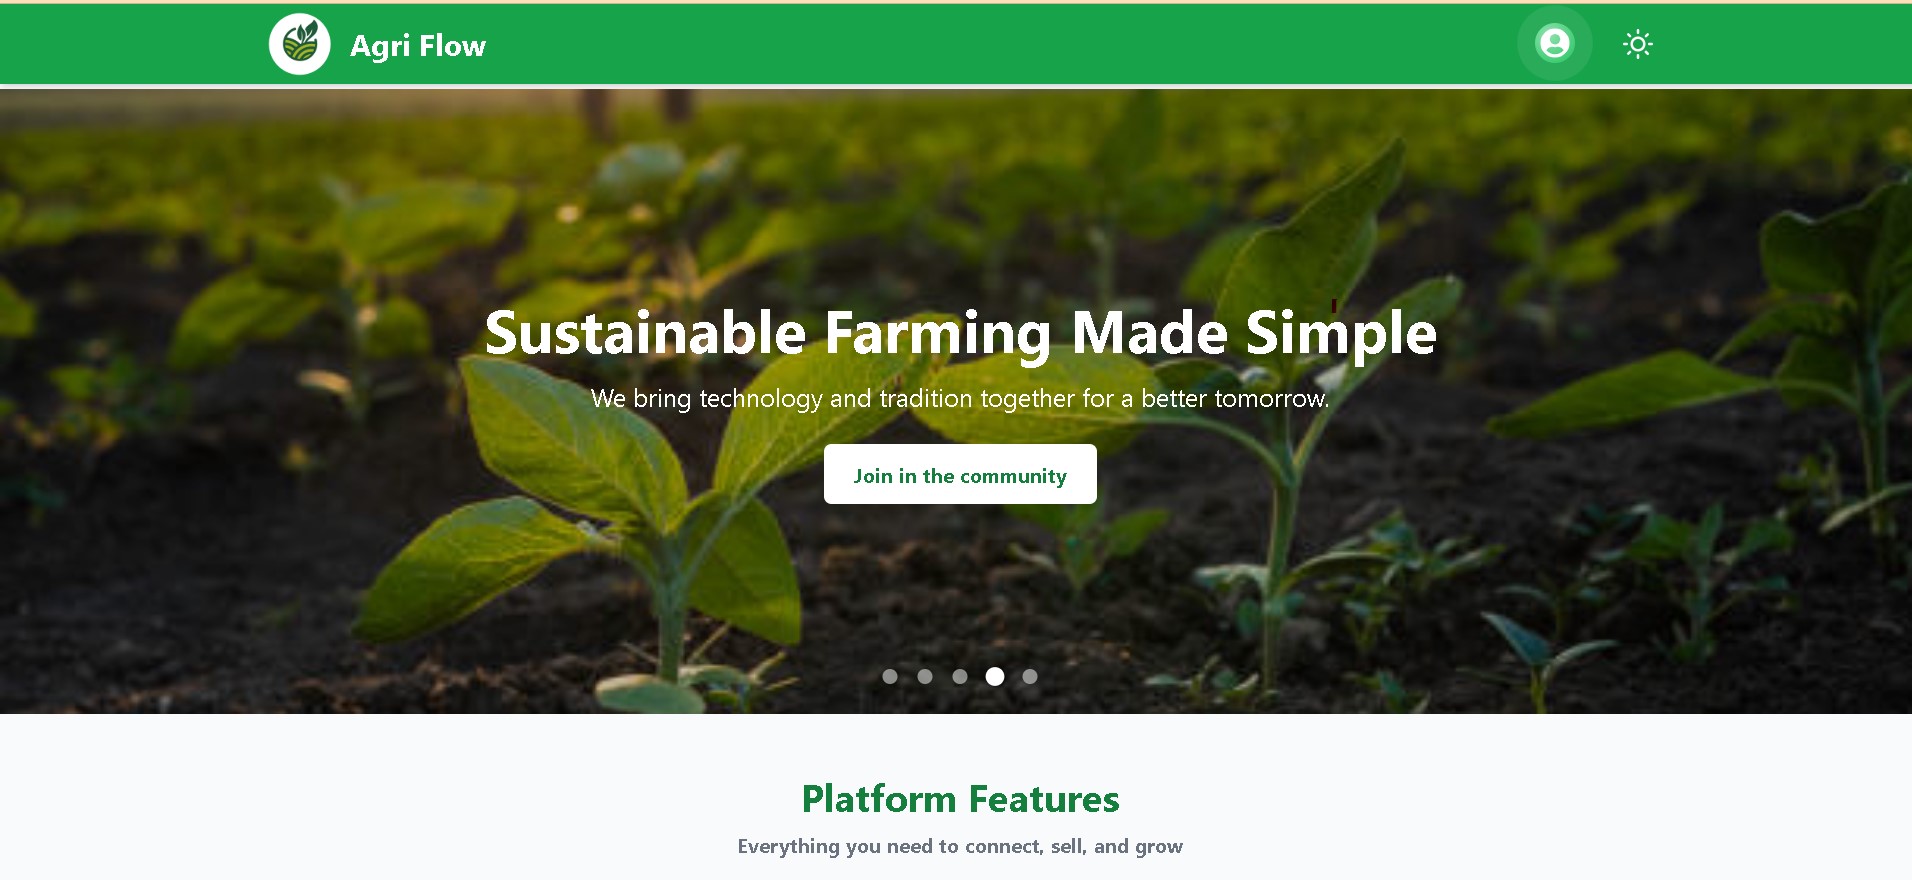 Agri Flow
Sustainable Farming Made Simple
We bring technology and tradition together for a better tomorrow.
Join in the community
Platform Features
Everything you need to connect, sell, and grow